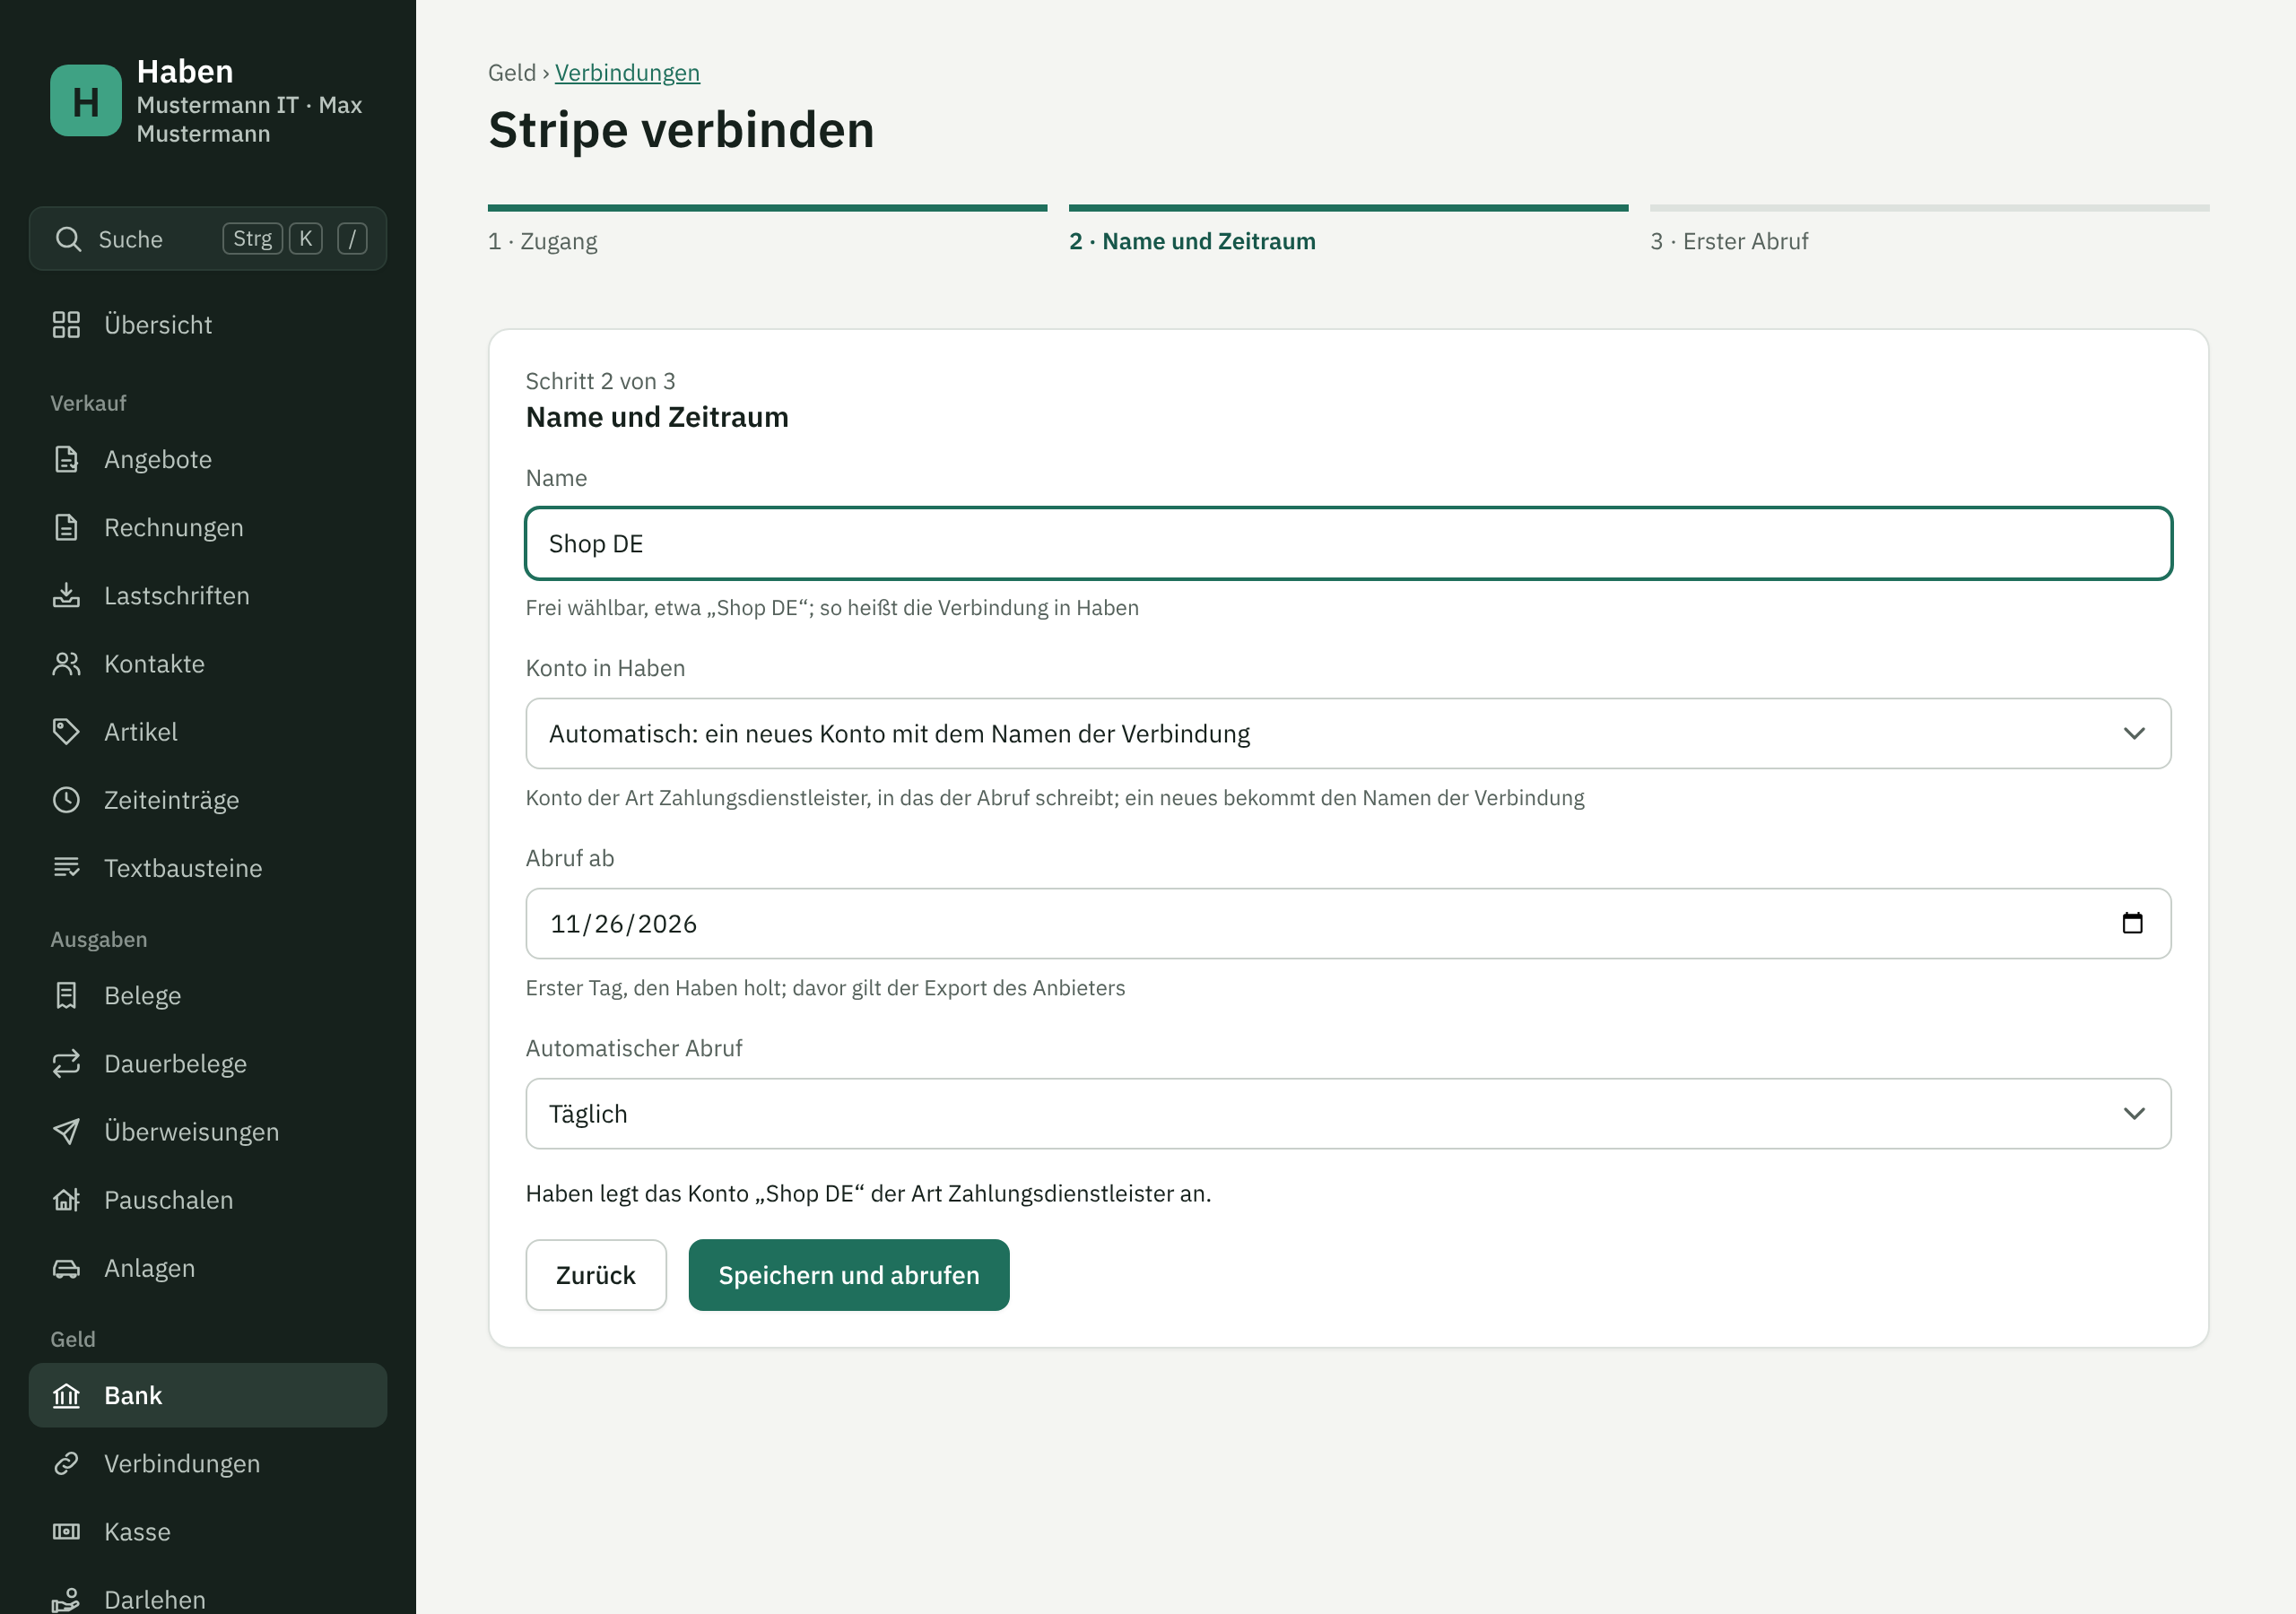 H
Haben
Mustermann IT · Max
Mustermann
Suche Strg K /
Übersicht
Verkauf
Angebote
Rechnungen
Lastschriften
Kontakte
Artikel
Zeiteinträge
Textbausteine
Ausgaben
Belege
Dauerbelege
Überweisungen
Pauschalen
Anlagen
Geld
Bank
Verbindungen
Kasse
Darlehen
Geld › Verbindungen
Stripe verbinden
1 · Zugang
2 · Name und Zeitraum
3 · Erster Abruf
Schritt 2 von 3
Name und Zeitraum
Name
Shop DE
Frei wählbar, etwa „Shop DE“; so heißt die Verbindung in Haben
Konto in Haben
Automatisch: ein neues Konto mit dem Namen der Verbindung
Konto der Art Zahlungsdienstleister, in das der Abruf schreibt; ein neues bekommt den Namen der Verbindung
Abruf ab
11/26/2026
Erster Tag, den Haben holt; davor gilt der Export des Anbieters
Automatischer Abruf
Täglich
Haben legt das Konto „Shop DE“ der Art Zahlungsdienstleister an.
Zurück
Speichern und abrufen